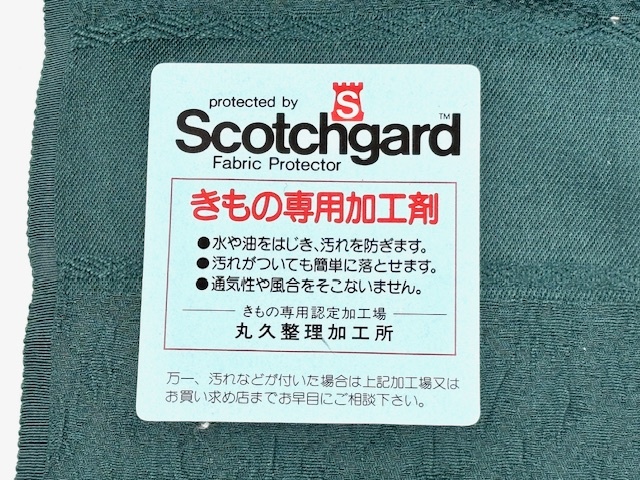 protected by
S
Scotchgard™
Fabric Protector
きもの専用加工剤
●水や油をはじき、汚れを防ぎます。
●汚れがついても簡単に落とせます。
●通気性や風合をそこないません。
きもの専用認定加工場
丸久整理加工所
万一、汚れなどが付いた場合は上記加工場又は
お買い求め店までお早目にご相談下さい。